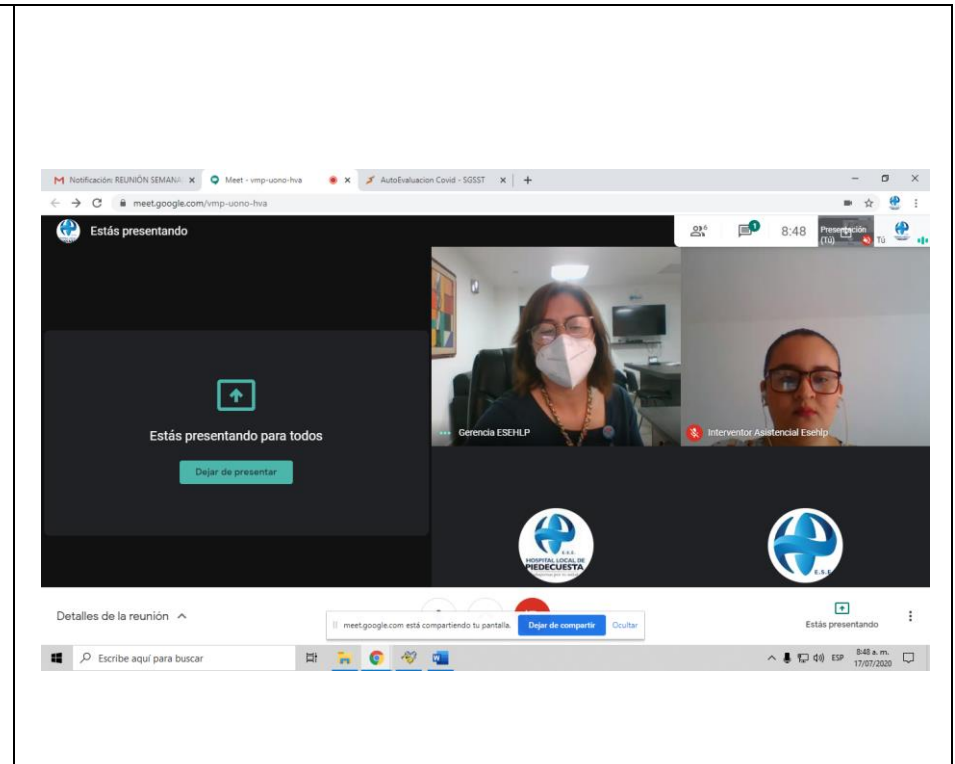 Notificación: REUNIÓN SEMANA
Meet - vmp-uono-hva
AutoEvaluacion Covid - SGSST
meet.google.com/vmp-uono-hva
Estás presentando
6
1
8:48
Presentación
(Tú)
Tú
Estás presentando para todos
Dejar de presentar
Gerencia ESEHLP
Interventor Asistencial Esehlp
E.S.E.
HOSPITAL LOCAL DE
PIEDECUESTA
E.S.E
Detalles de la reunión
meet.google.com está compartiendo tu pantalla.
Dejar de compartir
Ocultar
Estás presentando
Escribe aquí para buscar
ESP
8:48 a. m.
17/07/2020